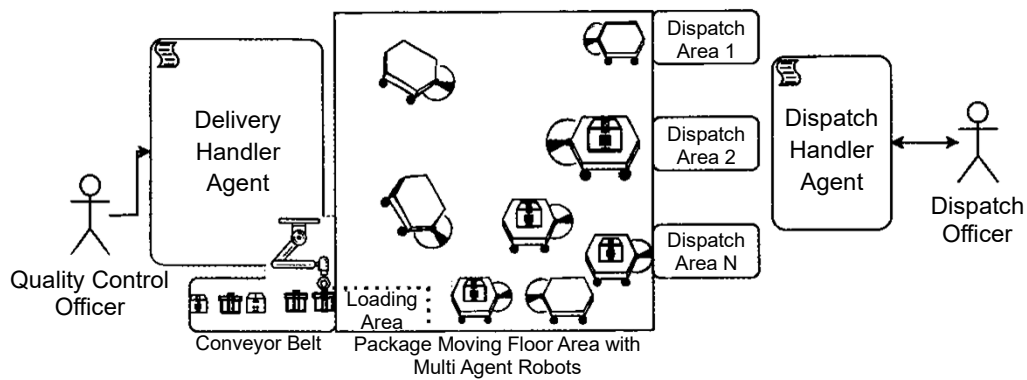 Delivery
Handler
Agent
Quality Control
Officer
Conveyor Belt
Loading
Area
Package Moving Floor Area with
Multi Agent Robots
Dispatch
Area 1
Dispatch
Area 2
Dispatch
Area N
Dispatch
Handler
Agent
Dispatch
Officer